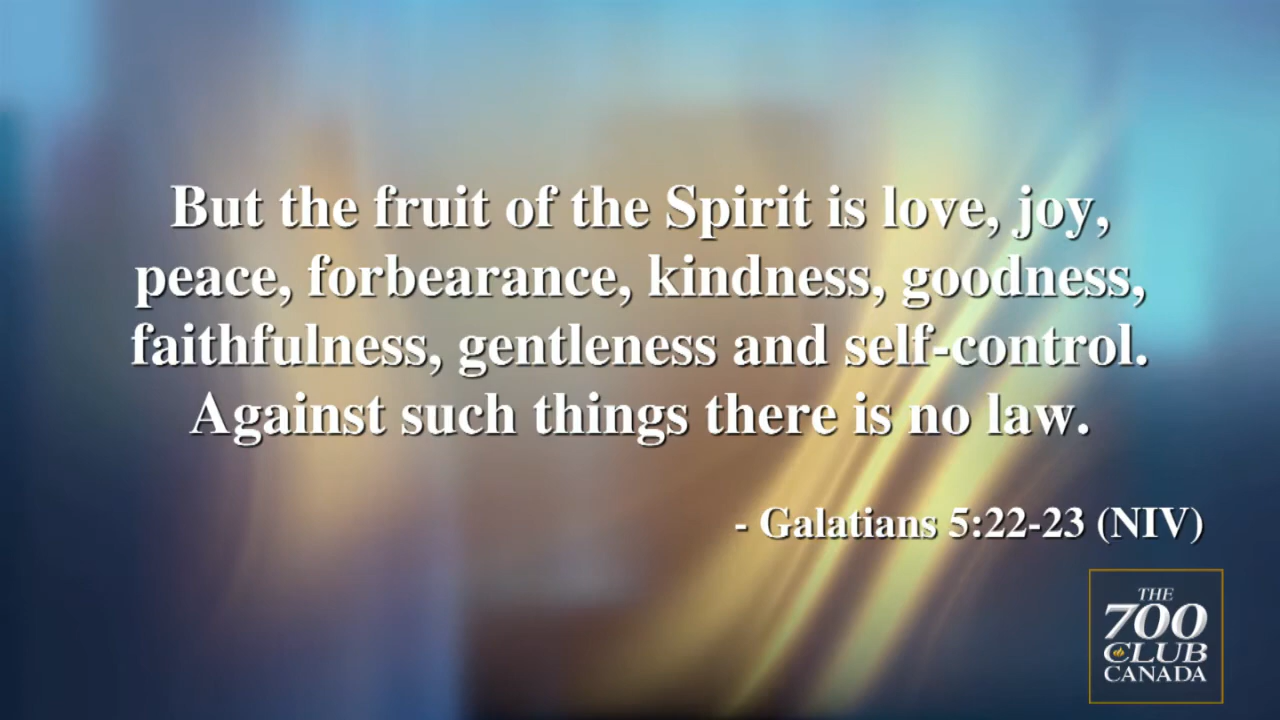 But the fruit of the Spirit is love, joy,
peace, forbearance, kindness, goodness,
faithfulness, gentleness and self-control.
Against such things there is no law.
- Galatians 5:22-23 (NIV)
THE
700
CLUB
CANADA